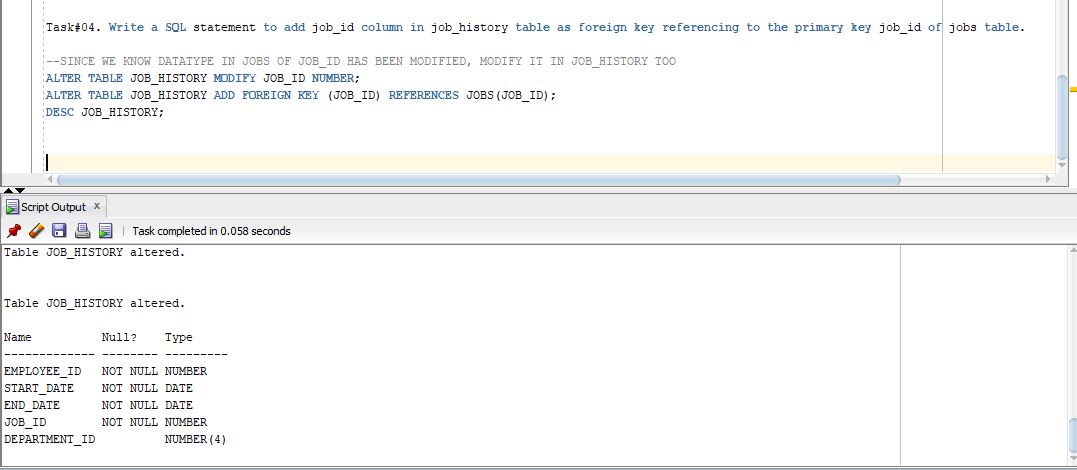 Task#04. Write a SQL statement to add job_id column in job_history table as foreign key referencing to the primary key job_id of jobs table.
--SINCE WE KNOW DATATYPE IN JOBS OF JOB_ID HAS BEEN MODIFIED, MODIFY IT IN JOB_HISTORY TOO
ALTER TABLE JOB_HISTORY MODIFY JOB_ID NUMBER;
ALTER TABLE JOB_HISTORY ADD FOREIGN KEY (JOB_ID) REFERENCES JOBS(JOB_ID);
DESC JOB_HISTORY;
Script Output x
Task completed in 0.058 seconds
Table JOB_HISTORY altered.
Table JOB_HISTORY altered.
Name Null? Type
------------- -------- ---------
EMPLOYEE_ID NOT NULL NUMBER
START_DATE NOT NULL DATE
END_DATE NOT NULL DATE
JOB_ID NOT NULL NUMBER
DEPARTMENT_ID NUMBER(4)